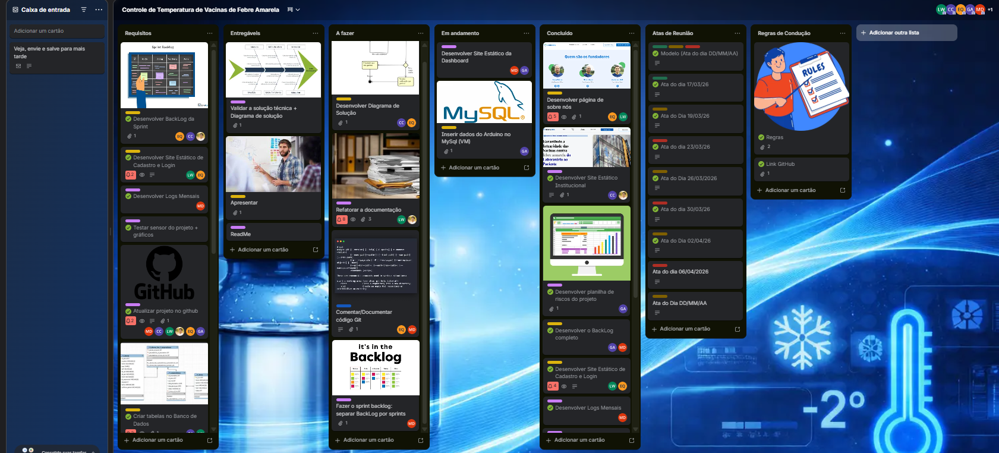 Caixa de entrada
Adicionar um cartão
Veja, envie e salve para mais
tarde
Controle de Temperatura de Vacinas de Febre Amarela
LW CC EQ GA MD +1
Requisitos
Sprint Backlog
To Do Doing Verifying Done
Desenvolver BackLog da
Sprint
1
EQ CC
Desenvolver Site Estático de
Cadastro e Login
2
LW EQ
Desenvolver Logs Mensais
MD
Testar sensor do projeto +
gráficos
GitHub
Atualizar projeto no github
2 1
MD CC LW EQ GA
Criar tabelas no Banco de
Dados
Adicionar um cartão
Entregáveis
Validar a solução técnica +
Diagrama de solução
1
Apresentar
1
ReadMe
Adicionar um cartão
A fazer
Desenvolver Diagrama de
Solução
1
CC EQ
Refatorar a documentação
8 3
LW
Comentar/Documentar
código Git
1
EQ MD
it's in the
Backlog
Fazer o sprint backlog:
separar BackLog por sprints
1
MD
Adicionar um cartão
Em andamento
Desenvolver Site Estático da
Dashboard
MD GA
MySQL®
Inserir dados do Arduino no
MySql (VM)
1
GA
Adicionar um cartão
Concluído
Quem são os fundadores
Desenvolver página de
sobre nós
5 1
EQ LW
Garantindo a
Integridade das
Vacinas contra
febre amarela do
Laboratório ao
Paciente
Desenvolver Site Estático
Institucional
1
CC
Desenvolver planilha de
riscos do projeto
1
GA
Desenvolver o BackLog
completo
GA MD
Desenvolver Site Estático de
Cadastro e Login
4
LW EQ
Desenvolver Logs Mensais
MD
Adicionar um cartão
Atas de Reunião
Modelo (Ata do dia DD/MM/AA)
Ata do dia 17/03/26
Ata do Dia 19/03/26
Ata do dia 23/03/26
Ata do Dia 26/03/2026
Ata do dia 30/03/26
Ata do Dia 02/04/26
Ata do dia 06/04/2026
Ata do Dia DD/MM/AA
Adicionar um cartão
Regras de Condução
RULES
Regras
2
Link GitHub
1
Adicionar um cartão
Adicionar outra lista
-2°